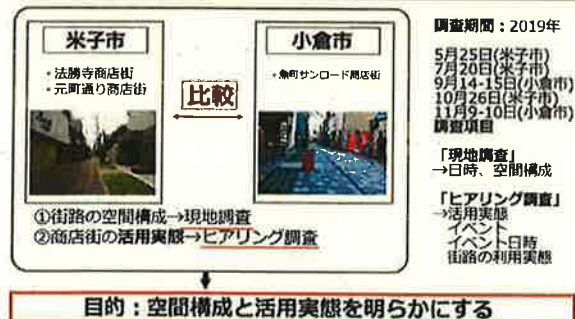 米子市
・法勝寺商店街
・元町通り商店街
比較
小倉市
・魚町サンロード商店街
①街路の空間構成→現地調査
②商店街の活用実態→ヒアリング調査
目的：空間構成と活用実態を明らかにする
調査期間：2019年
5月25日(米子市)
7月20日(米子市)
9月14-15日(小倉市)
10月26日(米子市)
11月9-10日(小倉市)
調査項目
「現地調査」
→日時、空間構成
「ヒアリング調査」
→活用実態
イベント
イベント日時
街路の利用実態